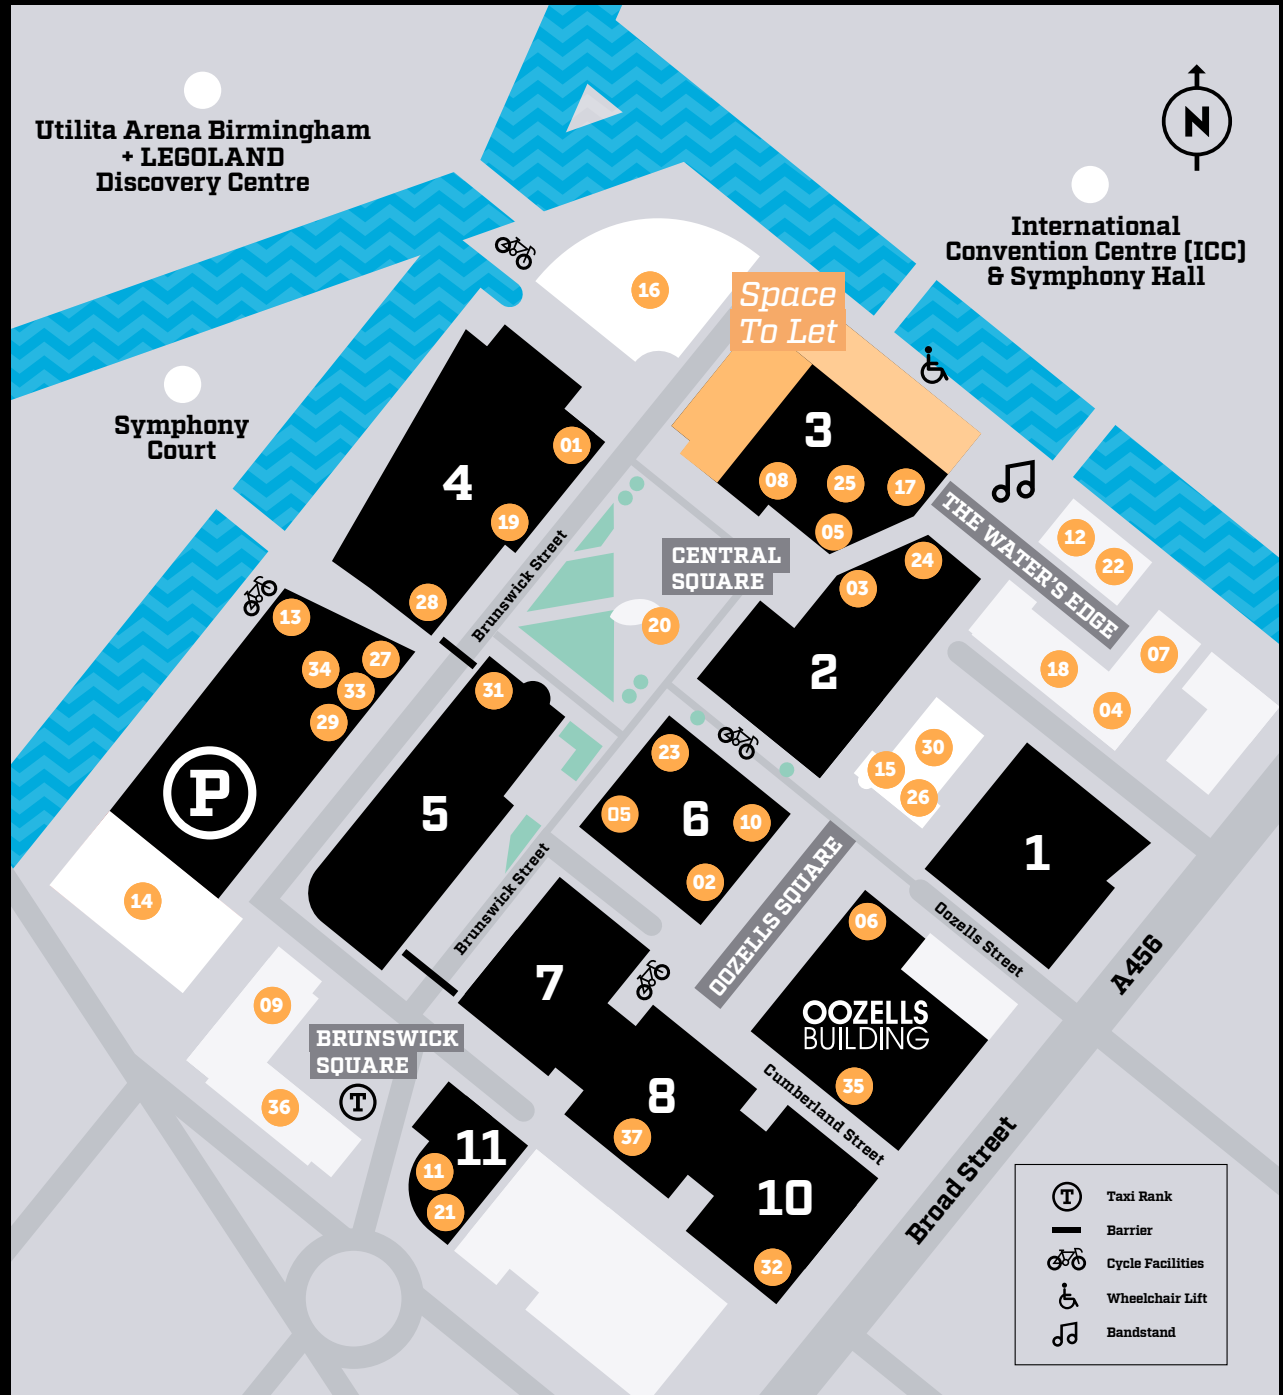 Utilita Arena Birmingham
+ LEGOLAND
Discovery Centre
N
International
Convention Centre (ICC)
& Symphony Hall
16
Space
To Let
Symphony
Court
3
01
4
08
25
17
19
05
THE WATER'S EDGE
12
22
CENTRAL
SQUARE
24
03
28
Brunswick Street
13
20
07
34
27
18
33
31
2
04
29
23
30
15
P
26
5
05
6
10
1
02
OOZELLS SQUARE
14
Brunswick Street
06
Oozells Street
A456
7
09
OOZELLS
BUILDING
BRUNSWICK
SQUARE
T
36
8
35
Cumberland Street
37
11
11
21
10
32
Broad Street
T
Taxi Rank
Barrier
Cycle Facilities
Wheelchair Lift
Bandstand